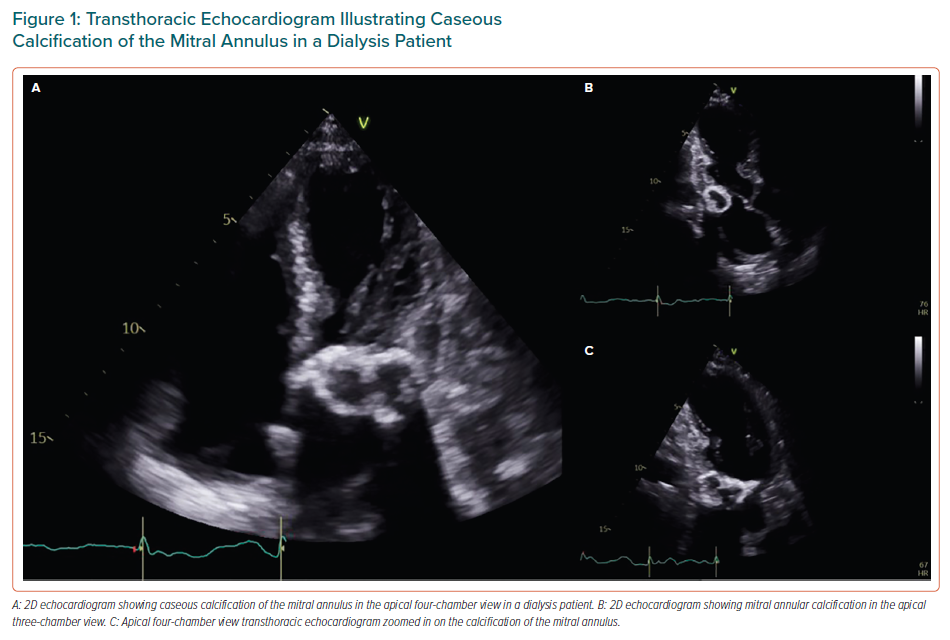 Figure 1: Transthoracic Echocardiogram Illustrating Caseous
Calcification of the Mitral Annulus in a Dialysis Patient
A
V
5
10
15
B
V
5
10
15
76
HR
C
V
5
10
15
67
HR
A: 2D echocardiogram showing caseous calcification of the mitral annulus in the apical four-chamber view in a dialysis patient. B: 2D echocardiogram showing mitral annular calcification in the apical
three-chamber view. C: Apical four-chamber view transthoracic echocardiogram zoomed in on the calcification of the mitral annulus.